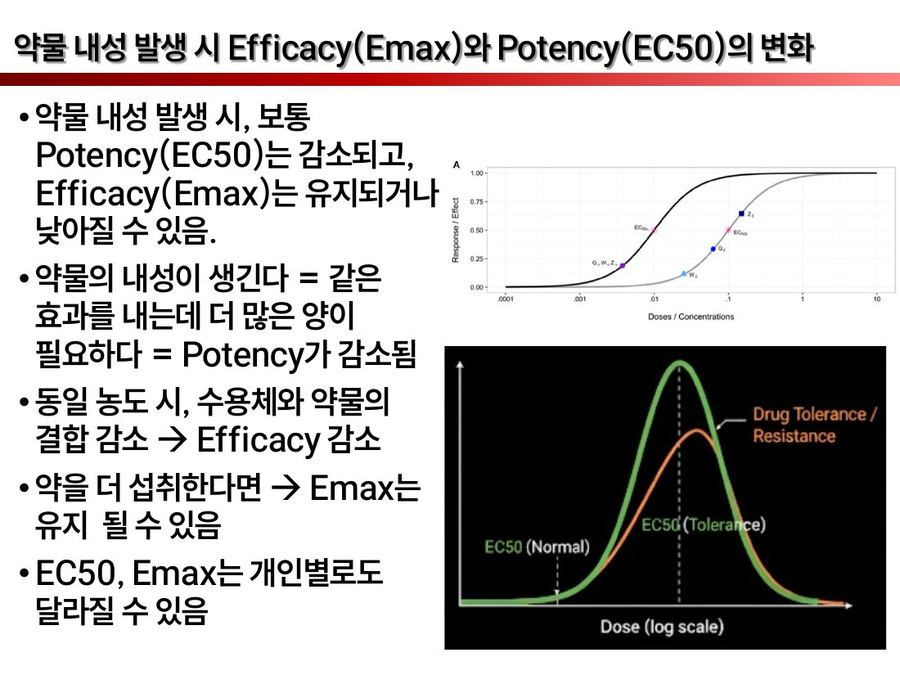 약물 내성 발생 시 Efficacy(Emax)와 Potency(EC50)의 변화
• 약물 내성 발생 시, 보통
Potency(EC50)는 감소되고,
Efficacy(Emax)는 유지되거나
낮아질 수 있음.
• 약물의 내성이 생긴다 = 같은
효과를 내는데 더 많은 양이
필요하다 = Potency가 감소됨
• 동일 농도 시, 수용체와 약물의
결합 감소 → Efficacy 감소
• 약을 더 섭취한다면 → Emax는
유지 될 수 있음
• EC50, Emax는 개인별로도
달라질 수 있음
A
Response / Effect
1.00
0.75
0.50
0.25
0.00
.0001
.001
.01
.1
1
10
Doses / Concentrations
Drug Tolerance /
Resistance
EC50 (Tolerance)
EC50 (Normal)
Dose (log scale)